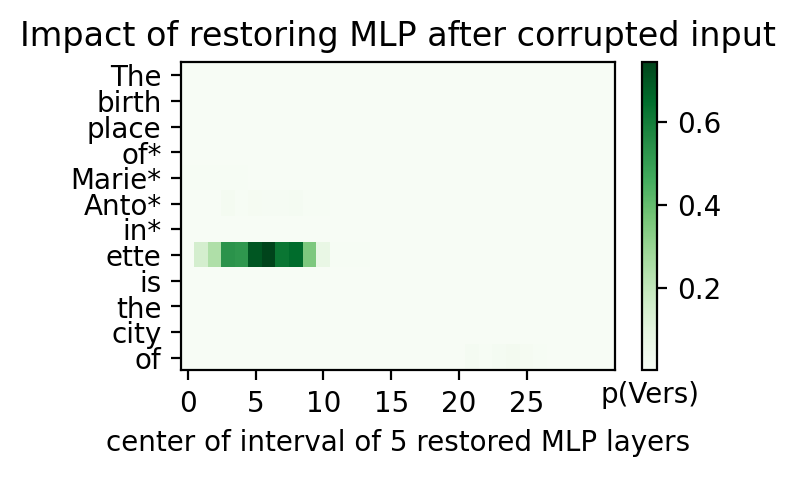 Impact of restoring MLP after corrupted input
The
birth
place
of*
Marie*
Anto*
in*
ette
is
the
city
of
0 5 10 15 20 25
center of interval of 5 restored MLP layers
0.6
0.4
0.2
p(Vers)